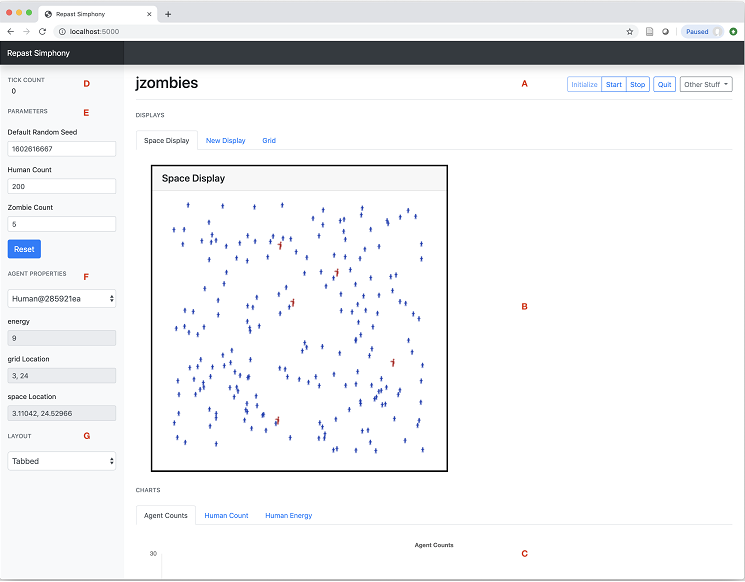 Repast Simphony
localhost:5000
Paused
Repast Simphony
TICK COUNT
D
0
PARAMETERS
E
Default Random Seed
1602616667
Human Count
200
Zombie Count
5
Reset
AGENT PROPERTIES
F
Human@285921ea
energy
9
grid Location
3, 24
space Location
3.11042, 24.52966
LAYOUT
G
Tabbed
jzombies
A
Initialize Start Stop Quit Other Stuff
DISPLAYS
Space Display New Display Grid
Space Display
B
CHARTS
Agent Counts Human Count Human Energy
Agent Counts
30
C